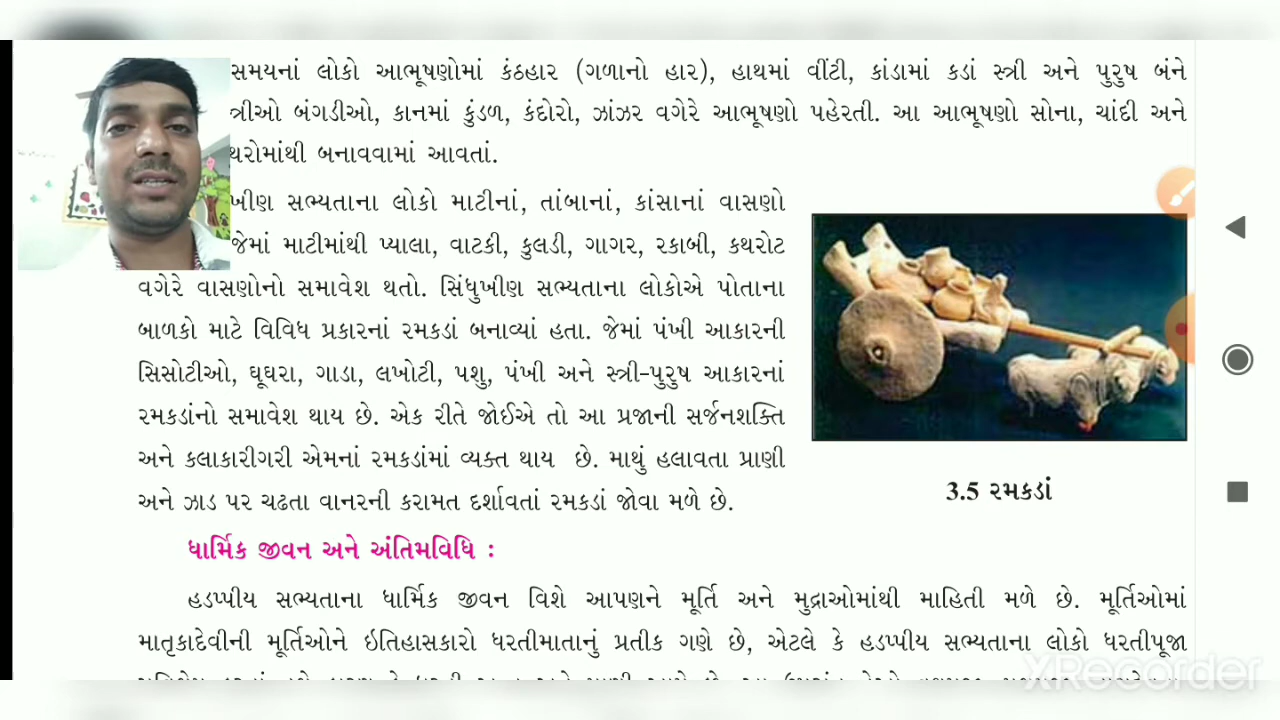 સમયનાં લોકો આભૂષણોમાં કંઠહાર (ગળાનો હાર), હાથમાં વીંટી, કાંડામાં કડાં સ્ત્રી અને પુરુષ બંને
ત્રીઓ બંગડીઓ, કાનમાં કુંડળ, કંદોરો, ઝાંઝર વગેરે આભૂષણો પહેરતી. આ આભૂષણો સોના, ચાંદી અને
થરોમાંથી બનાવવામાં આવતાં.
ખીણ સભ્યતાના લોકો માટીનાં, તાંબાનાં, કાંસાનાં વાસણો
જેમાં માટીમાંથી પ્યાલા, વાટકી, કુલડી, ગાગર, રકાબી, કથરોટ
વગેરે વાસણોનો સમાવેશ થતો. સિંધુખીણ સભ્યતાના લોકોએ પોતાના
બાળકો માટે વિવિધ પ્રકારનાં રમકડાં બનાવ્યાં હતા. જેમાં પંખી આકારની
સિસોટીઓ, ઘૂઘરા, ગાડા, લખોટી, પશુ, પંખી અને સ્ત્રી-પુરુષ આકારનાં
રમકડાંનો સમાવેશ થાય છે. એક રીતે જોઈએ તો આ પ્રજાની સર્જનશક્તિ
અને કલાકારીગરી એમનાં રમકડાંમાં વ્યક્ત થાય છે. માથું હલાવતા પ્રાણી
અને ઝાડ પર ચઢતા વાનરની કરામત દર્શાવતાં રમકડાં જોવા મળે છે.
3.5 રમકડાં
ધાર્મિક જીવન અને અંતિમવિધિ :
હડપ્પીય સભ્યતાના ધાર્મિક જીવન વિશે આપણને મૂર્તિ અને મુદ્રાઓમાંથી માહિતી મળે છે. મૂર્તિઓમાં
માતૃકાદેવીની મૂર્તિઓને ઇતિહાસકારો ધરતીમાતાનું પ્રતીક ગણે છે, એટલે કે હડપ્પીય સભ્યતાના લોકો ધરતીપૂજા
XRecorder